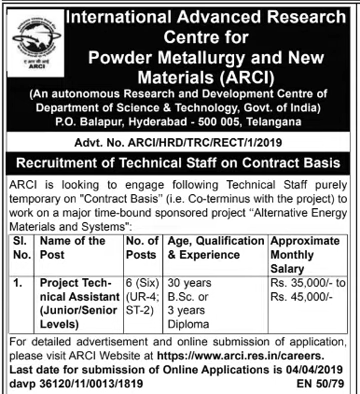 International Advanced Research
Centre for
Powder Metallurgy and New
Materials (ARCI)
ARCI
(An autonomous Research and Development Centre of
Department of Science & Technology, Govt. of India)
P.O. Balapur, Hyderabad - 500 005, Telangana
Advt. No. ARCI/HRD/TRC/RECT/1/2019
Recruitment of Technical Staff on Contract Basis
ARCI is looking to engage following Technical Staff purely
temporary on "Contract Basis" (i.e. Co-terminus with the project) to
work on a major time-bound sponsored project "Alternative Energy
Materials and Systems":
Sl. Name of the No. of Age, Qualification Approximate
No. Post Posts & Experience Monthly
Salary
1. Project Tech- 6 (Six) 30 years Rs. 35,000/- to
nical Assistant (UR-4; B.Sc. or Rs. 45,000/-
(Junior/Senior ST-2) 3 years
Levels) Diploma
For detailed advertisement and online submission of application,
please visit ARCI Website at https://www.arci.res.in/careers.
Last date for submission of Online Applications is 04/04/2019
davp 36120/11/0013/1819 EN 50/79